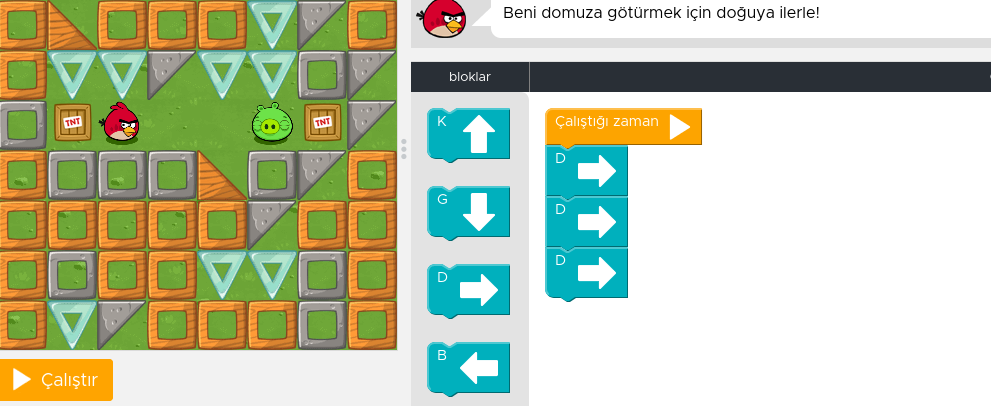 Beni domuza götürmek için doğuya ilerle!
bloklar
TNT
TNT
K
G
D
B
Çalıştığı zaman
D
D
D
Çalıştır